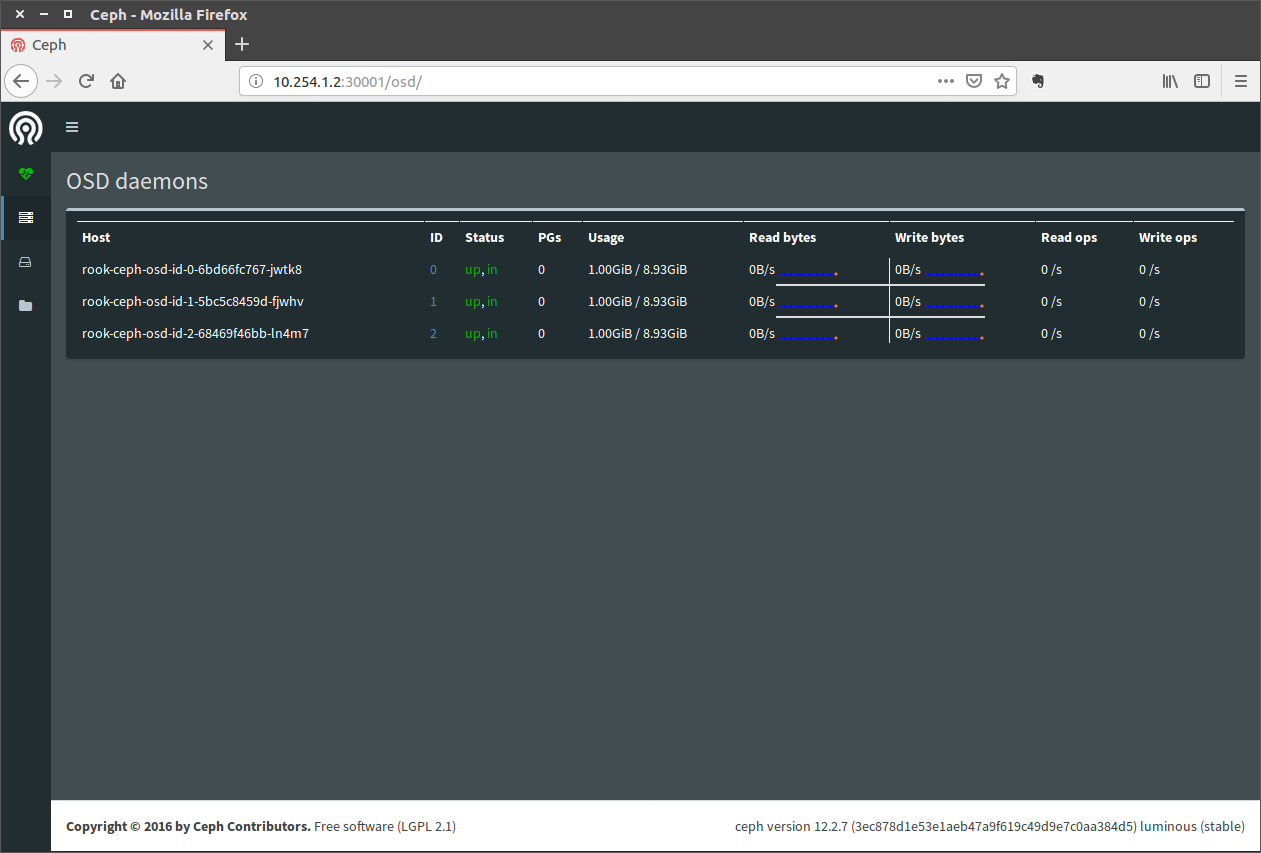 Ceph - Mozilla Firefox
Ceph
10.254.1.2:30001/osd/
OSD daemons
Host ID Status PGs Usage Read bytes Write bytes Read ops Write ops
rook-ceph-osd-id-0-6bd66fc767-jwtk8 0 up, in 0 1.00GiB / 8.93GiB 0B/s 0B/s 0 /s 0 /s
rook-ceph-osd-id-1-5bc5c8459d-fjwhv 1 up, in 0 1.00GiB / 8.93GiB 0B/s 0B/s 0 /s 0 /s
rook-ceph-osd-id-2-68469f46bb-ln4m7 2 up, in 0 1.00GiB / 8.93GiB 0B/s 0B/s 0 /s 0 /s
Copyright © 2016 by Ceph Contributors. Free software (LGPL 2.1)
ceph version 12.2.7 (3ec878d1e53e1aeb47a9f619c49d9e7c0aa384d5) luminous (stable)